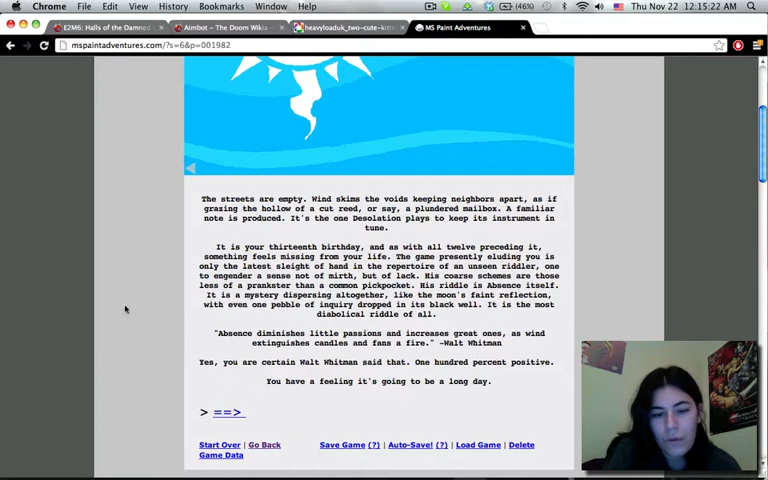 Chrome File Edit View History Bookmarks Window Help (46%) Thu Nov 22 12:15:22 AM
E2M6: Halls of the Damned Aimbot - The Doom Wiki heavyloaduk_two-cute-kitt MS Paint Adventures
mspaintadventures.com/?s=6&p=001982
The streets are empty. Wind skims the voids keeping neighbors apart, as if
grazing the hollow of a cut reed, or say, a plundered mailbox. A familiar
note is produced. It's the one Desolation plays to keep its instrument in
tune.
It is your thirteenth birthday, and as with all twelve preceding it,
something feels missing from your life. The game presently eluding you is
only the latest sleight of hand in the repertoire of an unseen riddler, one
to engender a sense not of mirth, but of lack. His coarse schemes are those
less of a prankster than a common pickpocket. His riddle is Absence itself.
It is a mystery dispersing altogether, like the moon's faint reflection,
with even one pebble of inquiry dropped in its black well. It is the most
diabolical riddle of all.
"Absence diminishes little passions and increases great ones, as wind
extinguishes candles and fans a fire." -Walt Whitman
Yes, you are certain Walt Whitman said that. One hundred percent positive.
You have a feeling it's going to be a long day.
> ==>
Start Over | Go Back Save Game (?) | Auto-Save! (?) | Load Game | Delete
Game Data